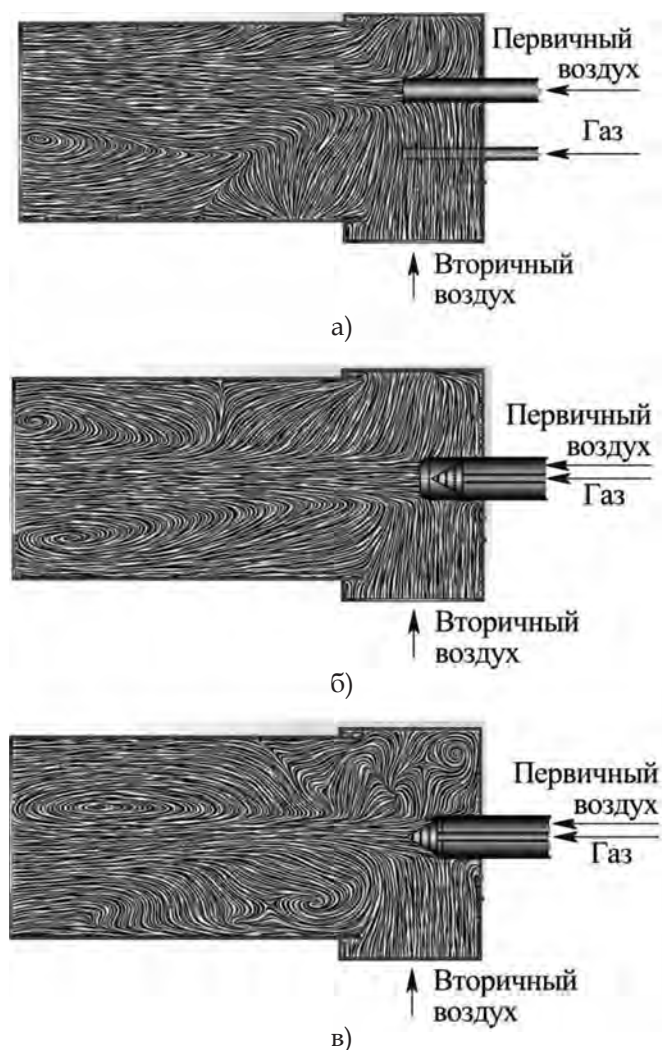 Первичный
воздух
Газ
Вторичный
воздух
а)
Первичный
воздух
Газ
Вторичный
воздух
б)
Первичный
воздух
Газ
Вторичный
воздух
в)